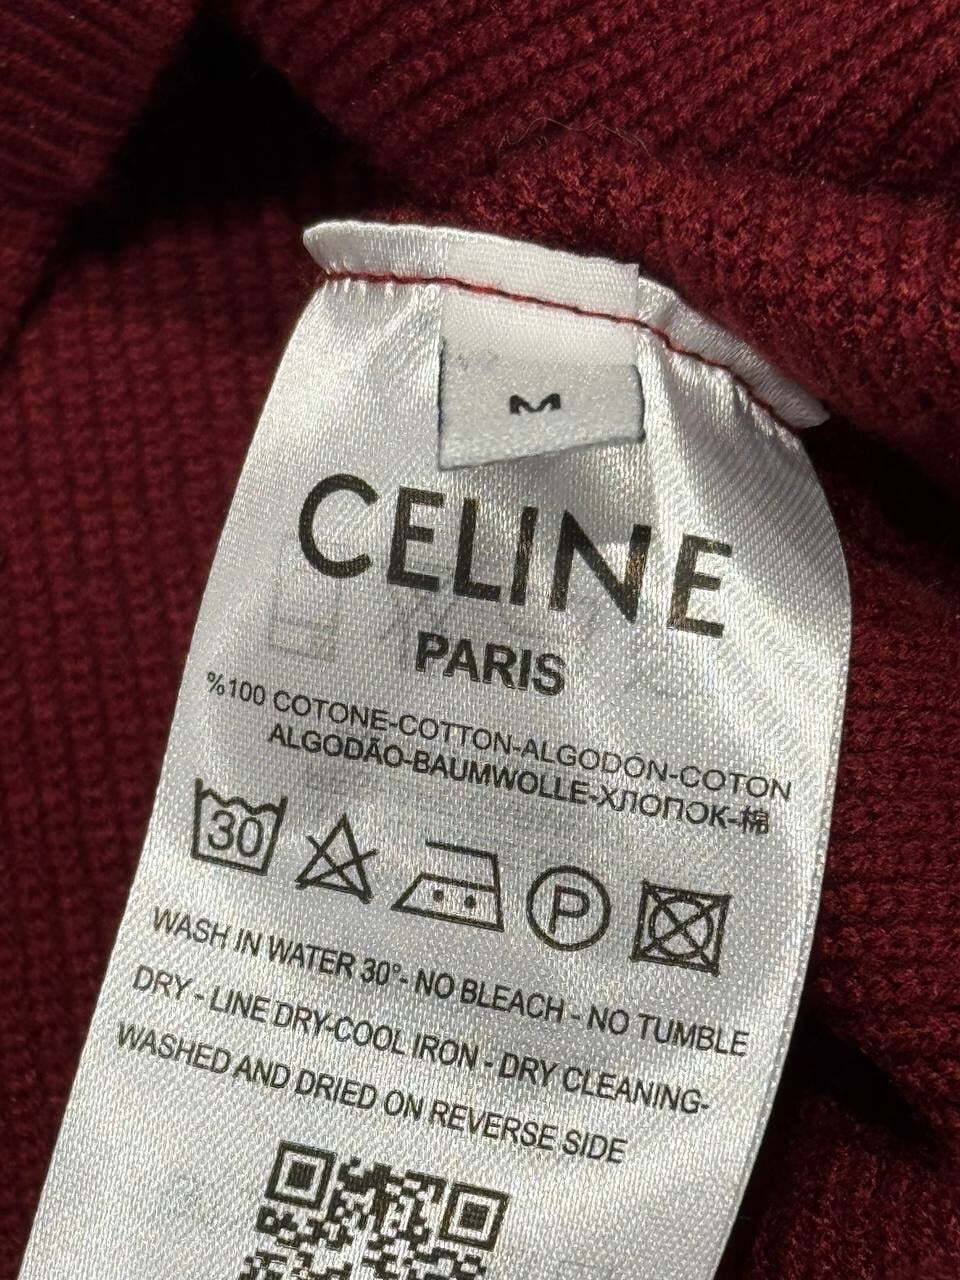 M
CELINE
PARIS
%100 COTONE-COTTON-ALGODÓN-COTON
ALGODÃO-BAUMWOLLE-ХЛОПОК-棉
30
P
WASH IN WATER 30°- NO BLEACH - NO TUMBLE
DRY - LINE DRY-COOL IRON - DRY CLEANING-
WASHED AND DRIED ON REVERSE SIDE